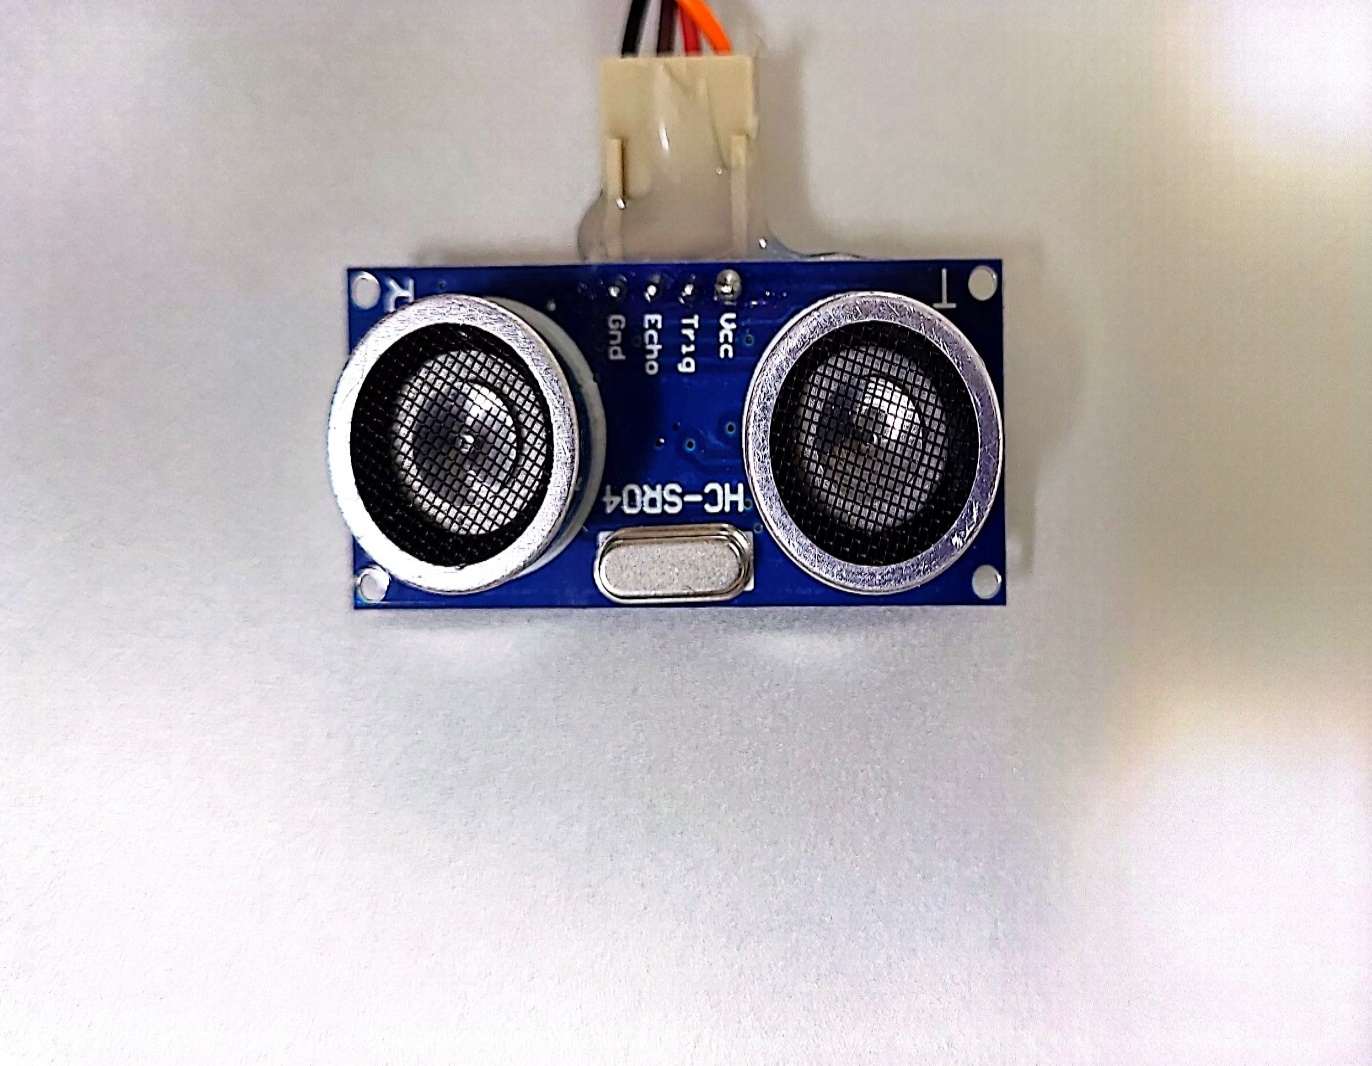 R
T
Gnd
Echo
Trig
Vcc
HC-SR04